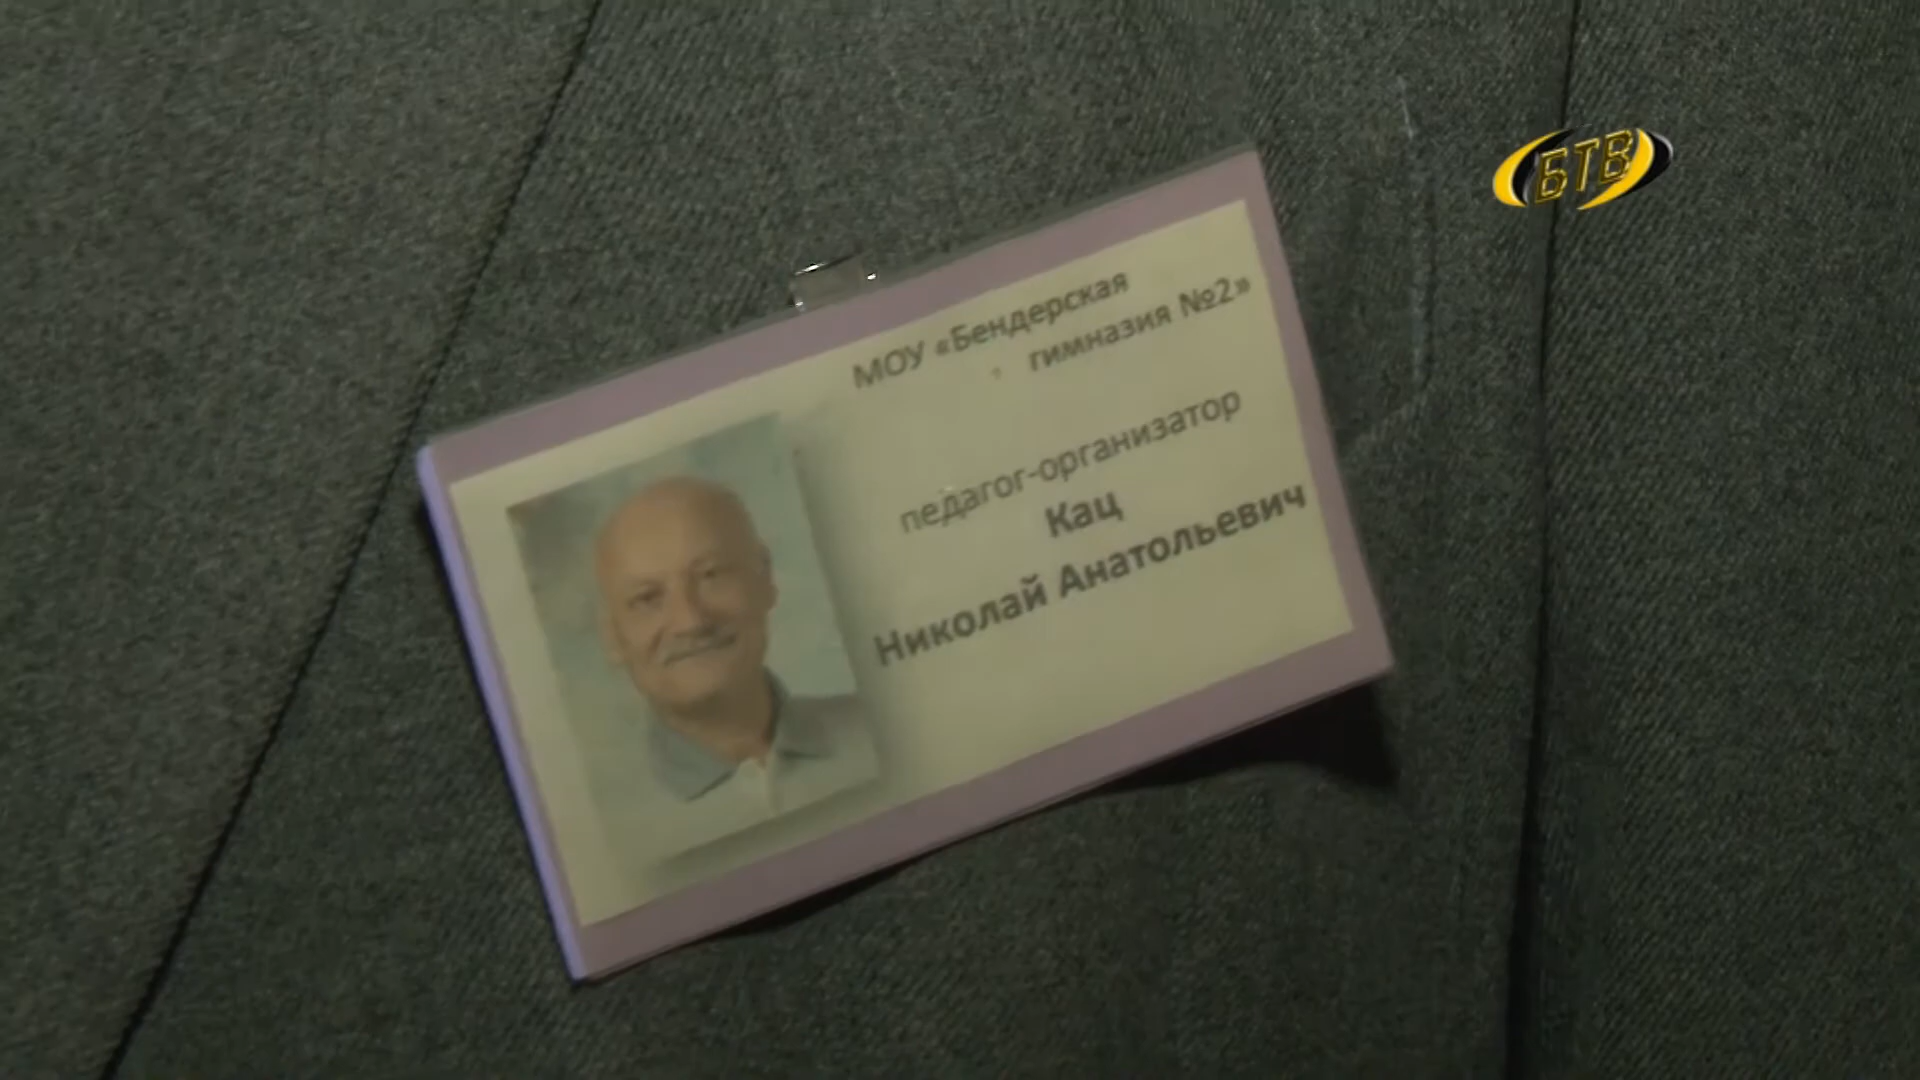 БТВ
МОУ «Бендерская
гимназия №2»
педагог-организатор
Кац
Николай Анатольевич